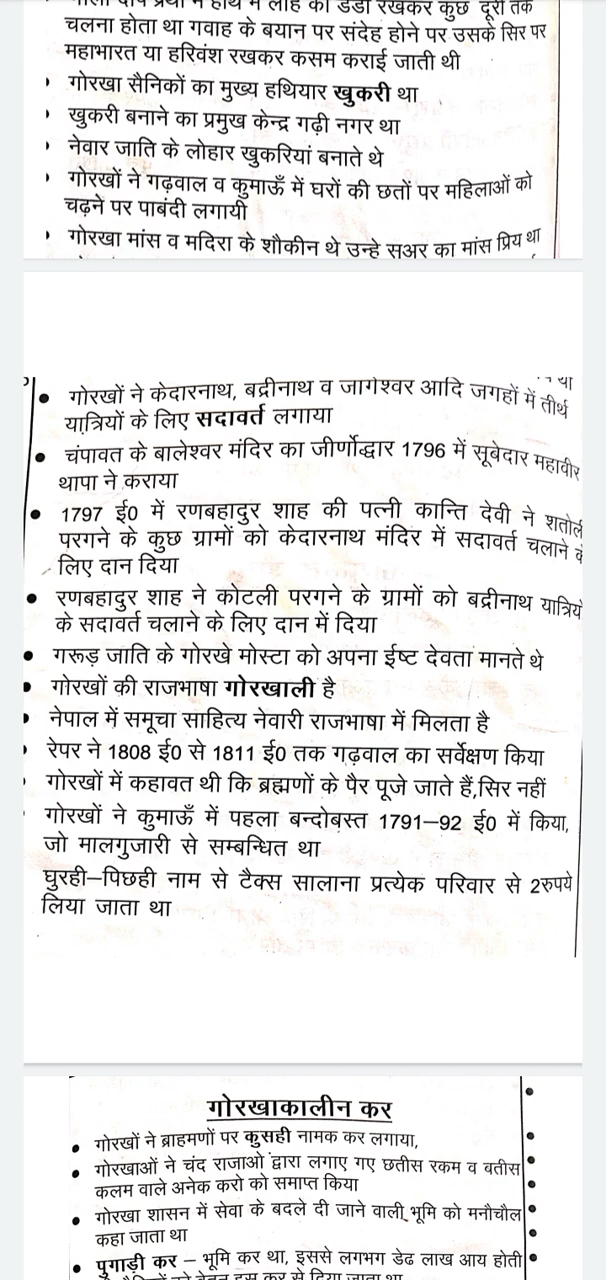 चलना होता था गवाह के बयान पर संदेह होने पर उसके सिर पर
महाभारत या हरिवंश रखकर कसम कराई जाती थी
गोरखा सैनिकों का मुख्य हथियार खुकरी था
खुकरी बनाने का प्रमुख केन्द्र गढ़ी नगर था
नेवार जाति के लोहार खुकरियां बनाते थे
गोरखों ने गढ़वाल व कुमाऊँ में घरों की छतों पर महिलाओं को
चढ़ने पर पाबंदी लगायी
गोरखा मांस व मदिरा के शौकीन थे उन्हे सुअर का मांस प्रिय था
गोरखों ने केदारनाथ, बद्रीनाथ व जागेश्वर आदि जगहों में तीर्थ
यात्रियों के लिए सदावर्त लगाया
चंपावत के बालेश्वर मंदिर का जीर्णोद्धार 1796 में सूबेदार महावीर
थापा ने कराया
1797 ई0 में रणबहादुर शाह की पत्नी कान्ति देवी ने शतोली
परगने के कुछ ग्रामों को केदारनाथ मंदिर में सदावर्त चलाने के
लिए दान दिया
रणबहादुर शाह ने कोटली परगने के ग्रामों को बद्रीनाथ यात्रियों
के सदावर्त चलाने के लिए दान में दिया
गरूड़ जाति के गोरखे मोस्टा को अपना ईष्ट देवता मानते थे
गोरखों की राजभाषा गोरखाली है
नेपाल में समूचा साहित्य नेवारी राजभाषा में मिलता है
रेपर ने 1808 ई0 से 1811 ई0 तक गढ़वाल का सर्वेक्षण किया
गोरखों में कहावत थी कि ब्रह्मणों के पैर पूजे जाते हैं,सिर नहीं
गोरखों ने कुमाऊँ में पहला बन्दोबस्त 1791–92 ई0 में किया,
जो मालगुजारी से सम्बन्धित था
घुरही–पिछही नाम से टैक्स सालाना प्रत्येक परिवार से 2रुपये
लिया जाता था
गोरखाकालीन कर
गोरखों ने ब्राहमणों पर कुसही नामक कर लगाया,
गोरखाओं ने चंद राजाओ द्वारा लगाए गए छतीस रकम व बतीस
कलम वाले अनेक करो को समाप्त किया
गोरखा शासन में सेवा के बदले दी जाने वाली भूमि को मनौचौल
कहा जाता था
पुगाड़ी कर – भूमि कर था, इससे लगभग डेढ लाख आय होती